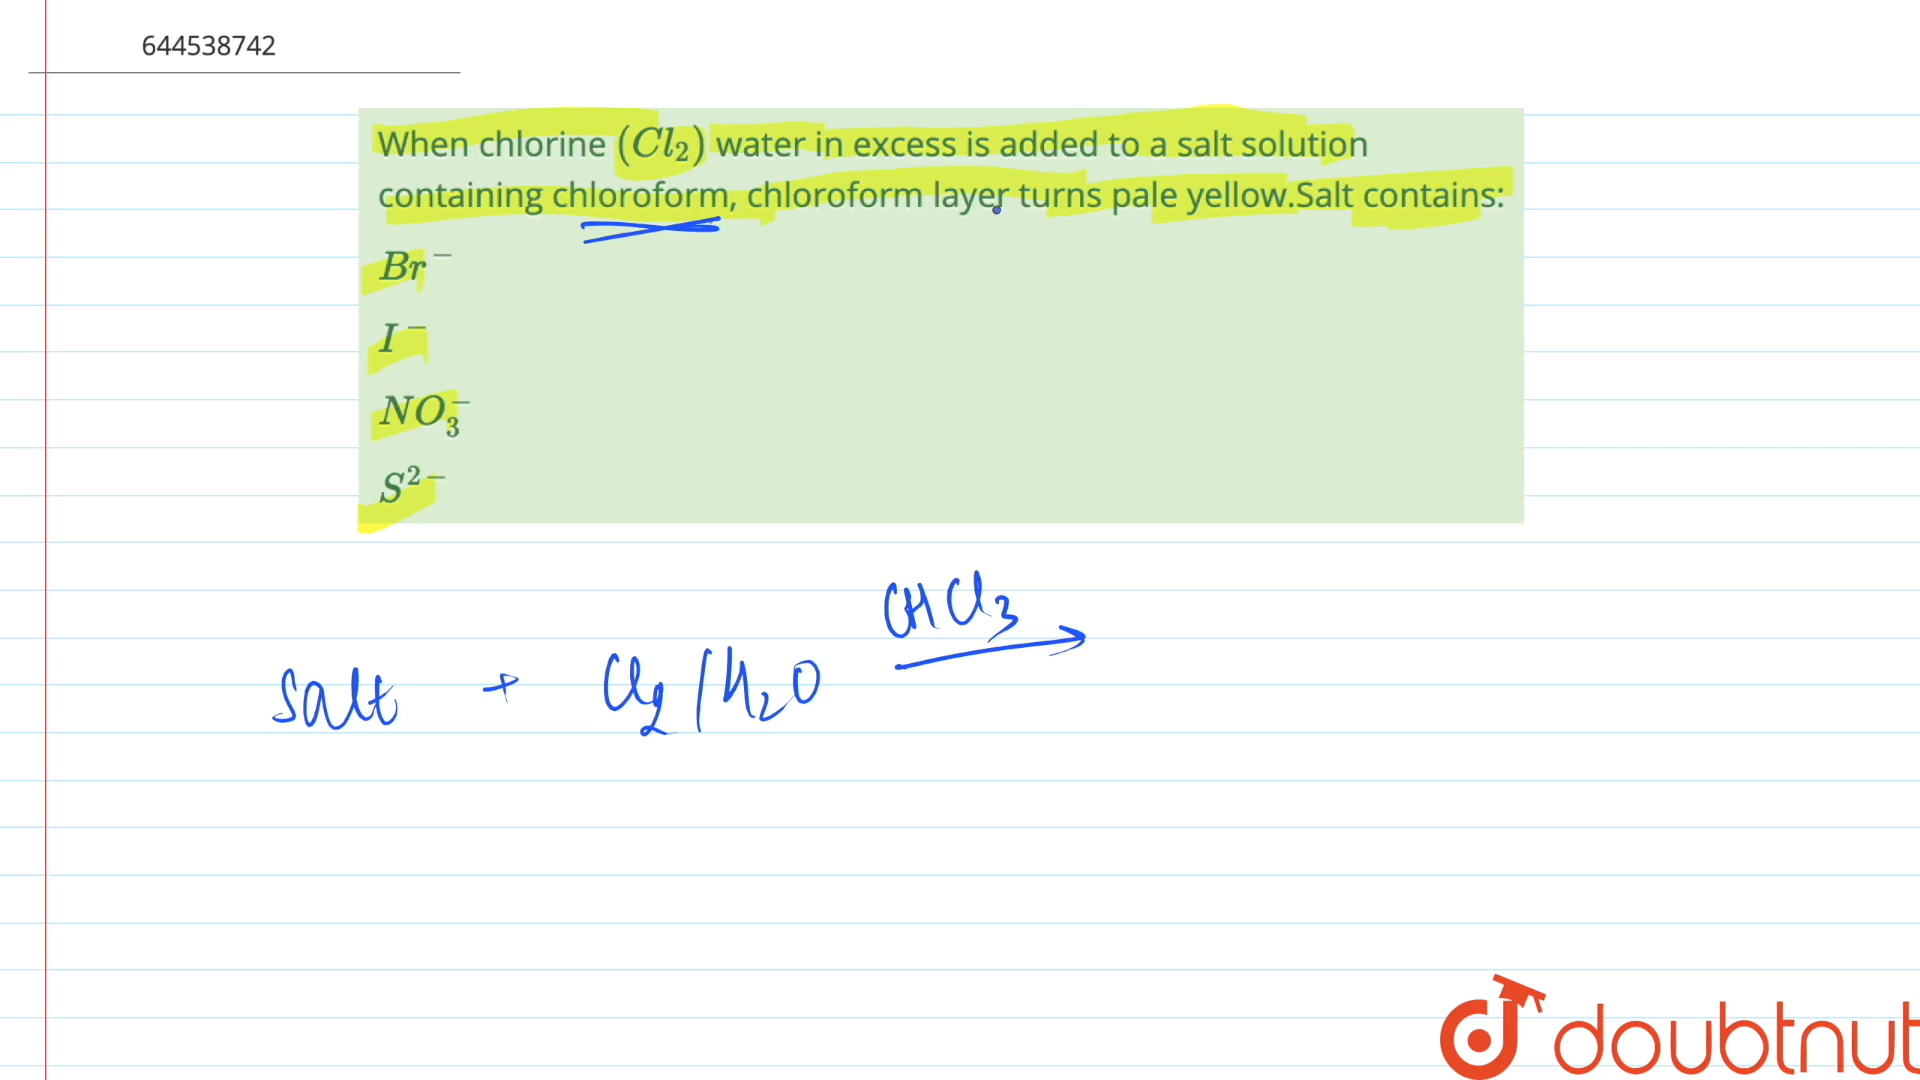 644538742
When chlorine (Cl₂) water in excess is added to a salt solution
containing chloroform, chloroform layer turns pale yellow.Salt contains:
Br⁻
I⁻
NO₃⁻
S²⁻
CHCl₃
Salt + Cl₂/H₂O
doubtnut